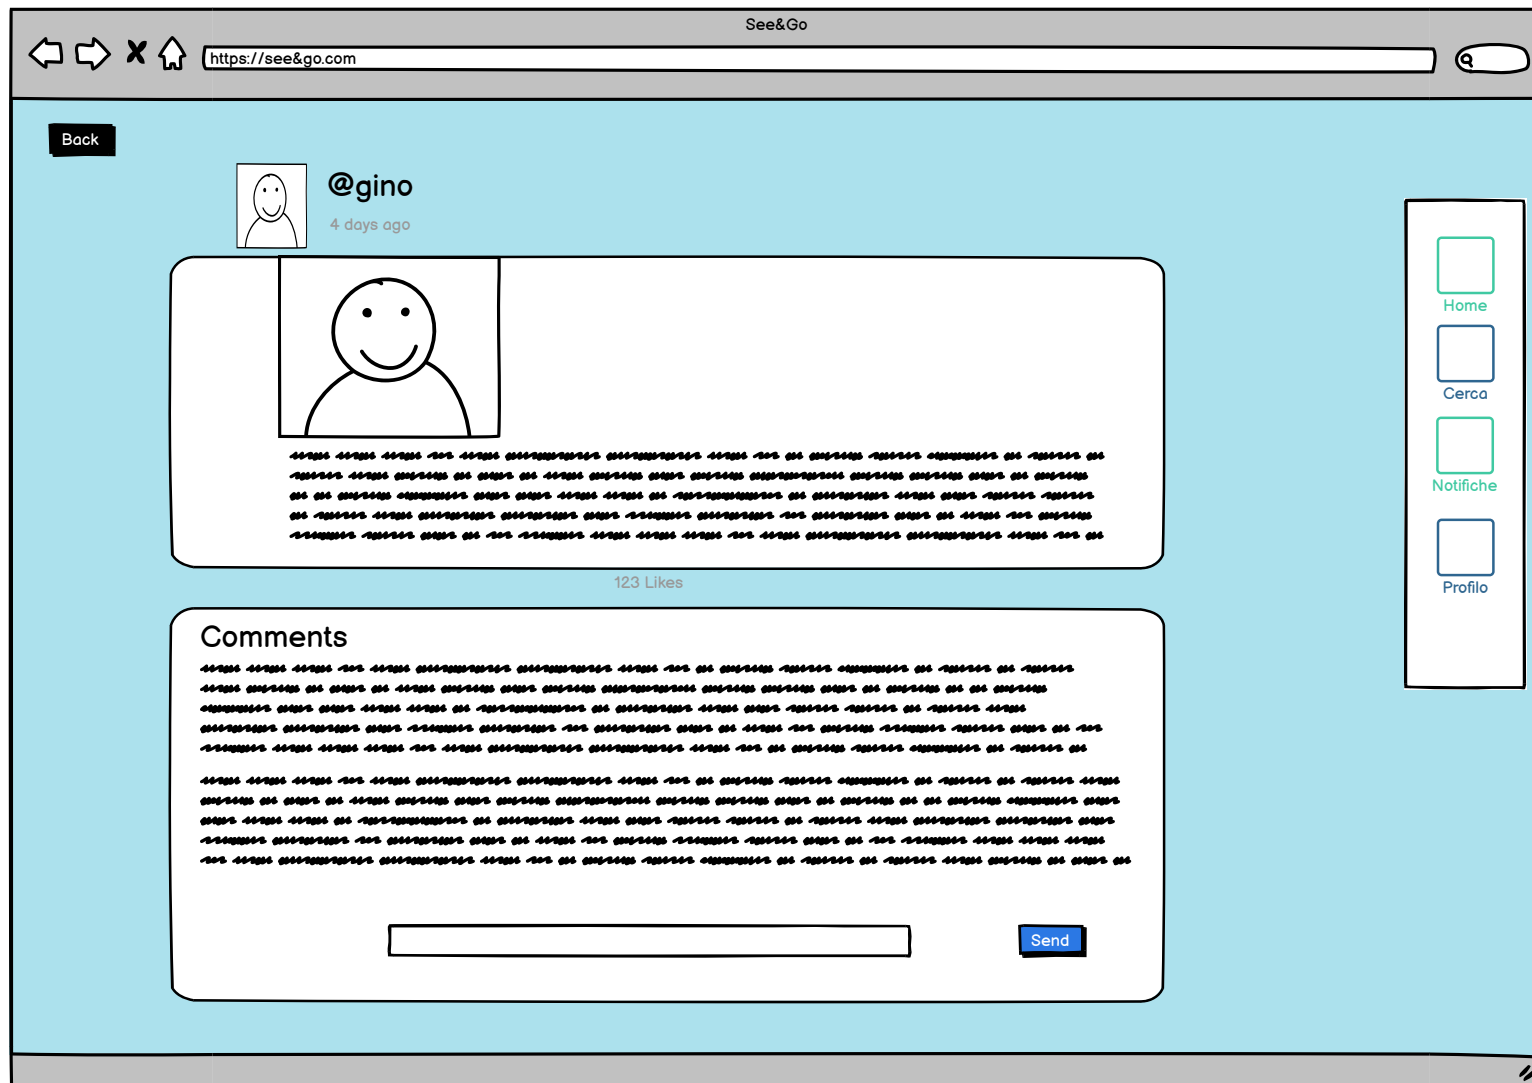 See&Go
https://see&go.com
Back
@gino
4 days ago
123 Likes
Comments
Send
Home
Cerca
Notifiche
Profilo